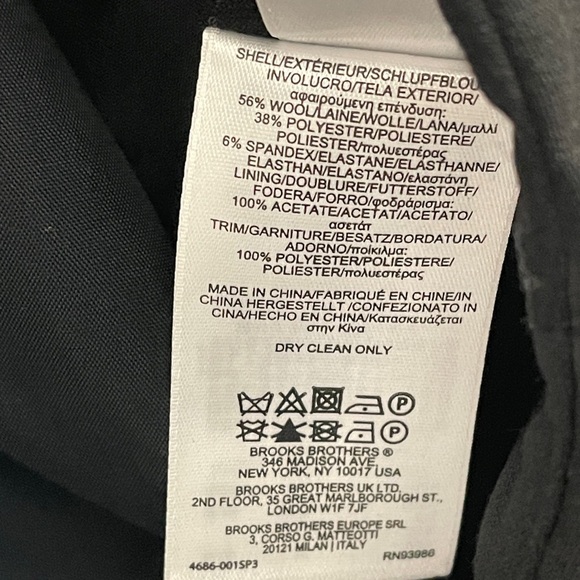 SHELL/EXTÉRIEUR/SCHLUPFBLOU
INVOLUCRO/TELA EXTERIOR/
αφαιρούμενη επένδυση:
56% WOOL/LAINE/WOLLE/LANA/μαλλί
38% POLYESTER/POLIESTERE/
POLIESTER/πολυεστέρας
6% SPANDEX/ELASTANE/ELASTHANNE/
ELASTHAN/ELASTANO/ελαστάνη
LINING/DOUBLURE/FUTTERSTOFF/
FODERA/FORRO/φοδράρισμα:
100% ACETATE/ACETAT/ACETATO/
ασετάτ
TRIM/GARNITURE/BESATZ/BORDATURA/
ADORNO/ποίκιλμα:
100% POLYESTER/POLIESTERE/
POLIESTER/πολυεστέρας
MADE IN CHINA/FABRIQUÉ EN CHINE/IN
CHINA HERGESTELLT /CONFEZIONATO IN
CINA/HECHO EN CHINA/Κατασκευάζεται
στην Κίνα
DRY CLEAN ONLY
P
P
BROOKS BROTHERS ®
346 MADISON AVE,
NEW YORK, NY 10017 USA
BROOKS BROTHERS UK LTD.
2ND FLOOR, 35 GREAT MARLBOROUGH ST.,
LONDON W1F 7JF
BROOKS BROTHERS EUROPE SRL
3, CORSO G. MATTEOTTI
20121 MILAN | ITALY
4686-001SP3 RN93986